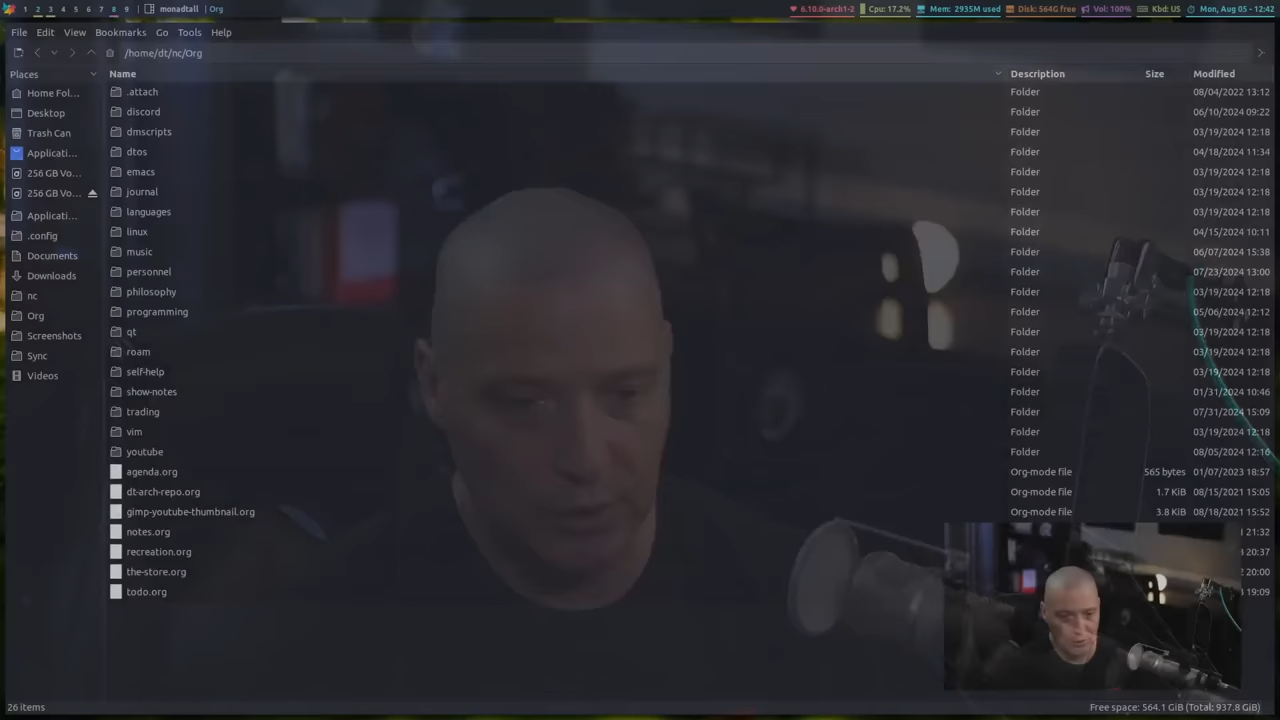 1 2 3 4 5 6 7 8 9 monadtall Org 6.10.0-arch1-2 Cpu: 17.2% Mem: 2935M used Disk: 564G free Vol: 100% Kbd: US Mon, Aug 05 - 12:42
File Edit View Bookmarks Go Tools Help
/home/dt/nc/Org
Places Name Description Size Modified
Home Fol... .attach Folder 08/04/2022 13:12
Desktop discord Folder 06/10/2024 09:22
Trash Can dmscripts Folder 03/19/2024 12:18
Applicati... dtos Folder 04/18/2024 11:34
256 GB Vo... emacs Folder 03/19/2024 12:18
256 GB Vo... journal Folder 03/19/2024 12:18
Applicati... languages Folder 03/19/2024 12:18
.config linux Folder 04/15/2024 10:11
Documents music Folder 06/07/2024 15:38
Downloads personnel Folder 07/23/2024 13:00
nc philosophy Folder 03/19/2024 12:18
Org programming Folder 05/06/2024 12:12
Screenshots qt Folder 03/19/2024 12:18
Sync roam Folder 03/19/2024 12:18
Videos self-help Folder 03/19/2024 12:18
show-notes Folder 01/31/2024 10:46
trading Folder 07/31/2024 15:09
vim Folder 03/19/2024 12:18
youtube Folder 08/05/2024 12:16
agenda.org Org-mode file 565 bytes 01/07/2023 18:57
dt-arch-repo.org Org-mode file 1.7 KiB 08/15/2021 15:05
gimp-youtube-thumbnail.org Org-mode file 3.8 KiB 08/18/2021 15:52
notes.org 21:32
recreation.org 20:37
the-store.org 20:00
todo.org 19:09
26 items Free space: 564.1 GiB (Total: 937.8 GiB)